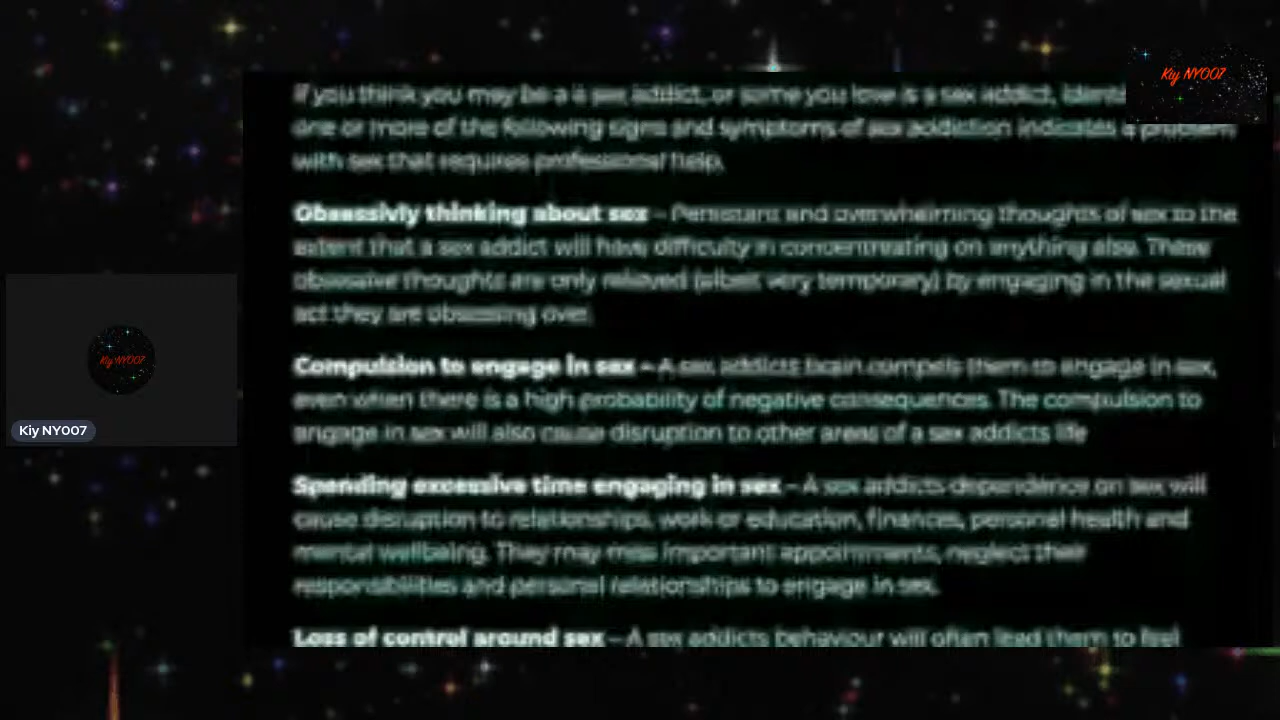 If you think you may be a a sex addict, or some you love is a sex addict,
one or more of the following signs and symptoms of sex addiction indicates a problem
with sex that requires professional help.
Obsessivly thinking about sex – Persistant and overwhelming thoughts of sex to the
extent that a sex addict will have difficulty in concentreating on anything else. These
obsessive thoughts are only relieved (albeit very temporary) by engaging in the sexual
act they are obsessing over.
Compulsion to engage in sex – A sex addicts brain compels them to engage in sex,
even when there is a high probability of negative consequences. The compulsion to
engage in sex will also cause disruption to other areas of a sex addicts life
Spending excessive time engaging in sex – A sex addicts dependence on sex will
cause disruption to relationships, work or education, finances, personal health and
mental wellbeing. They may miss important appointments, neglect their
responsibilities and personal relationships to engage in sex.
Loss of control around sex – A sex addicts behaviour will often lead them to feel
Kiy NY007
Kiy NY007
Kiy NY007